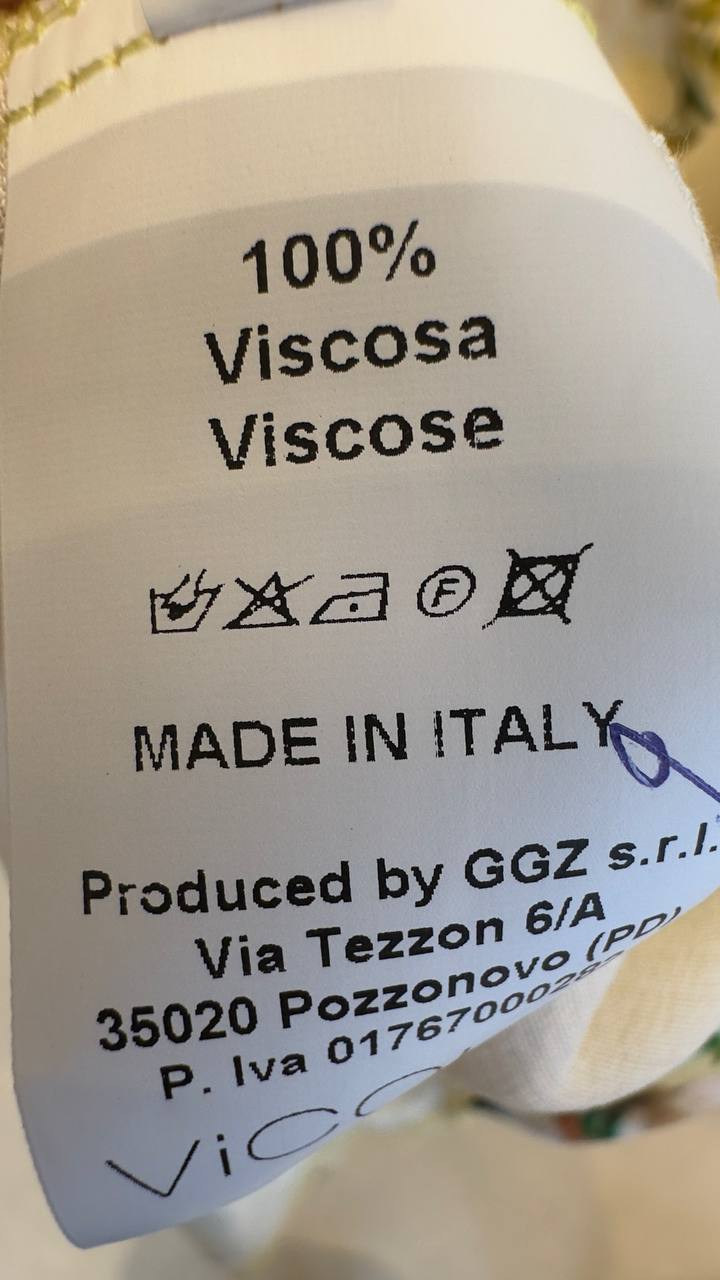 100%
Viscosa
Viscose
F
MADE IN ITALY
Produced by GGZ s.r.l.
Via Tezzon 6/A
35020 Pozzonovo (PD)
P. Iva